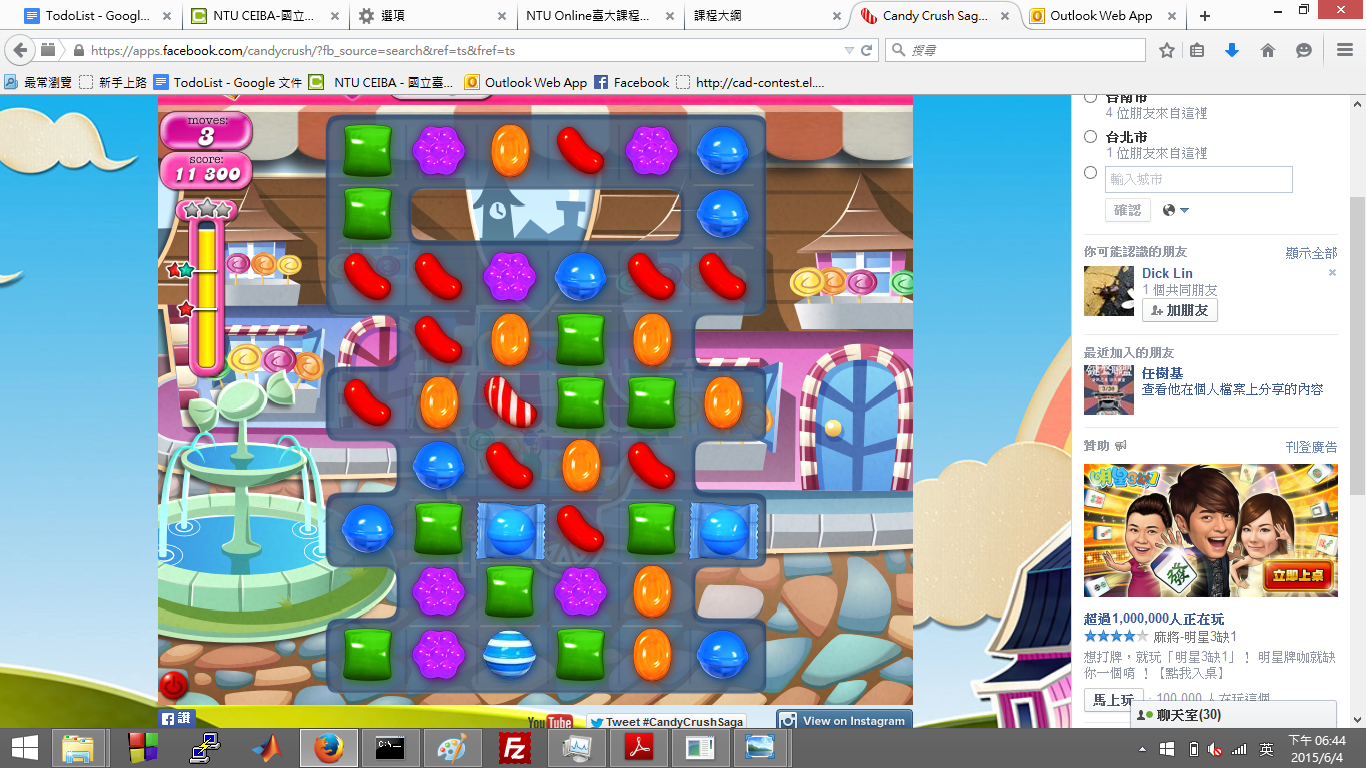 TodoList - Googl...
NTU CEIBA-國立...
選項
NTU Online臺大課程...
課程大綱
Candy Crush Sag...
Outlook Web App
https://apps.facebook.com/candycrush/?fb_source=search&ref=ts&fref=ts
搜尋
最常瀏覽
新手上路
TodoList - Google 文件
NTU CEIBA - 國立臺...
Outlook Web App
Facebook
http://cad-contest.el....
moves:
3
score:
11 300
台南市
4 位朋友來自這裡
台北市
1 位朋友來自這裡
輸入城市
確認
你可能認識的朋友
顯示全部
Dick Lin
1 個共同朋友
加朋友
最近加入的朋友
任樹基
查看他在個人檔案上分享的內容
贊助
刊登廣告
明星3缺1
發
立即上桌
超過1,000,000人正在玩
麻將-明星3缺1
想打牌，就玩「明星3缺1」！ 明星牌咖就缺
你一個唷 ！【點我入桌】
馬上玩
100,000 人在玩這個
聊天室(30)
讚
YouTube
Tweet #CandyCrushSaga
View on Instagram
英
下午 06:44
2015/6/4